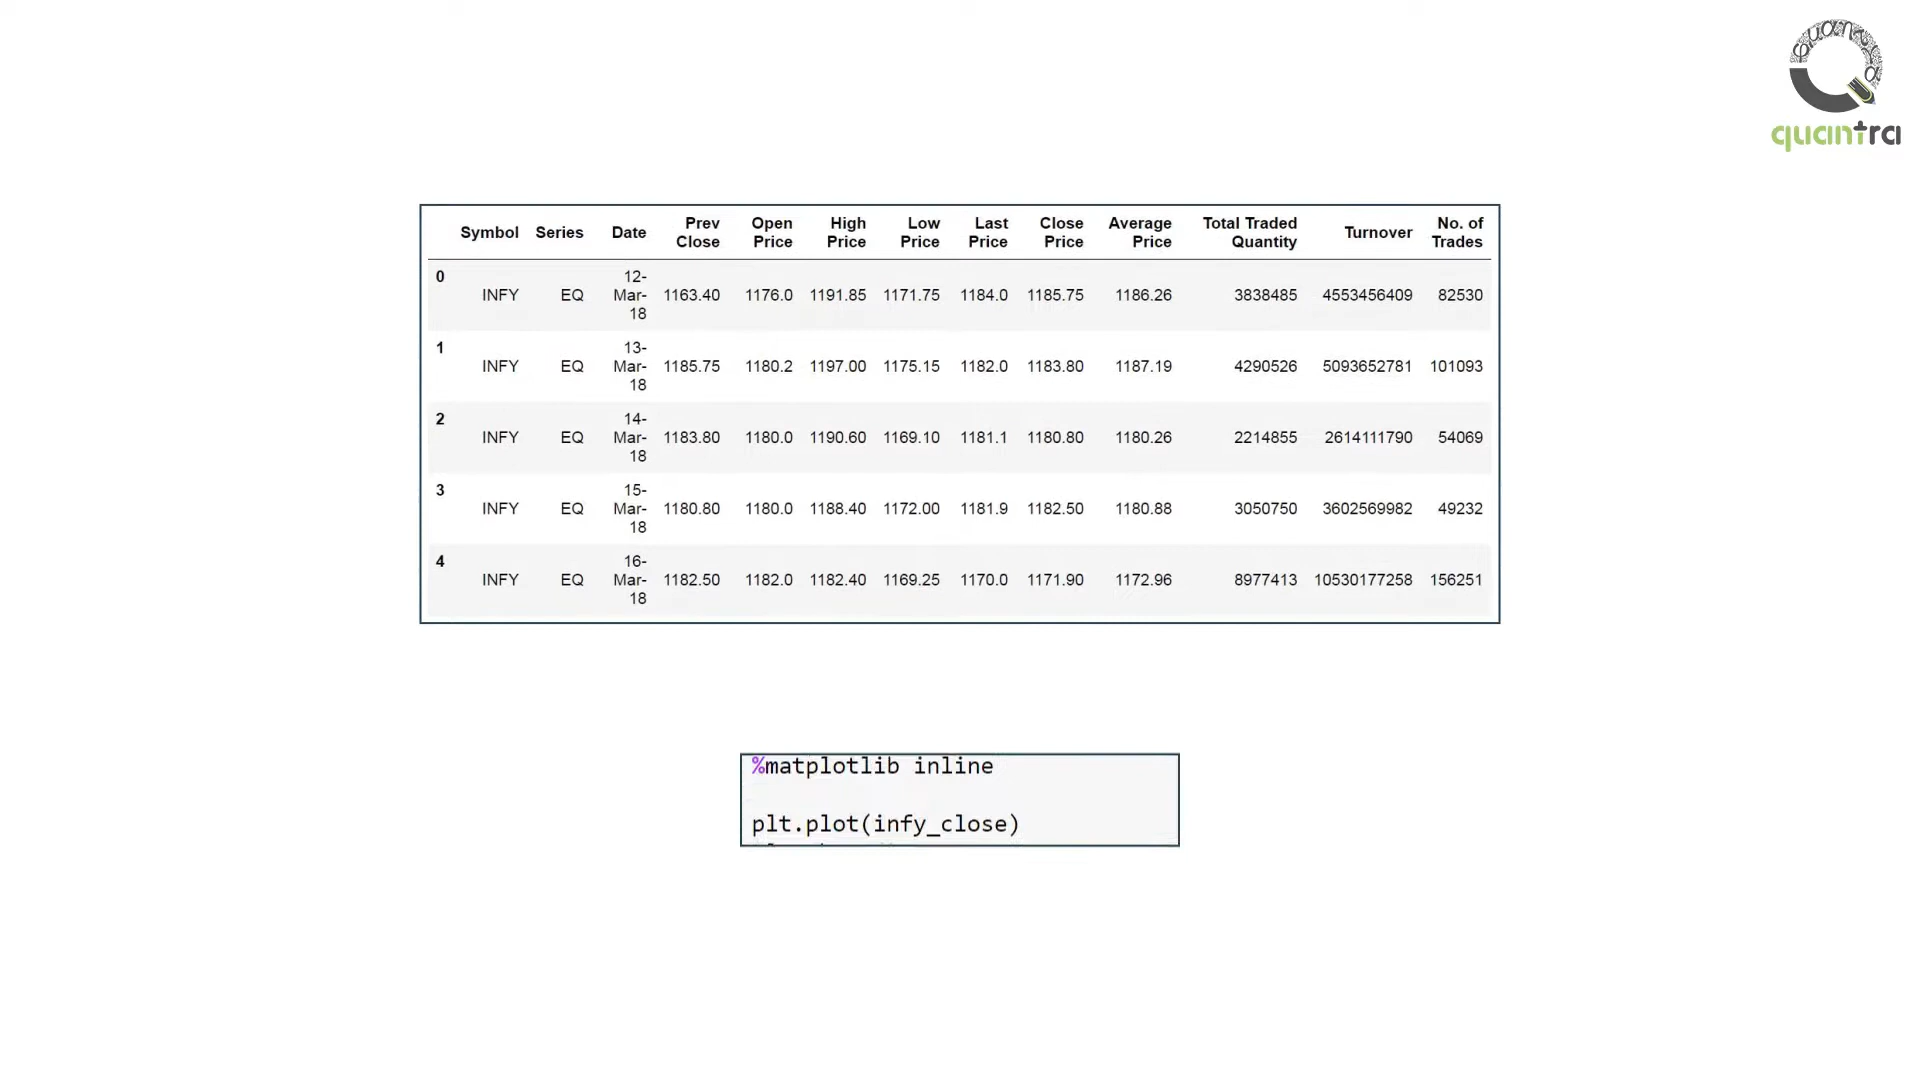 quantra
Symbol Series Date Prev Close Open Price High Price Low Price Last Price Close Price Average Price Total Traded Quantity Turnover No. of Trades
0 INFY EQ 12-Mar-18 1163.40 1176.0 1191.85 1171.75 1184.0 1185.75 1186.26 3838485 4553456409 82530
1 INFY EQ 13-Mar-18 1185.75 1180.2 1197.00 1175.15 1182.0 1183.80 1187.19 4290526 5093652781 101093
2 INFY EQ 14-Mar-18 1183.80 1180.0 1190.60 1169.10 1181.1 1180.80 1180.26 2214855 2614111790 54069
3 INFY EQ 15-Mar-18 1180.80 1180.0 1188.40 1172.00 1181.9 1182.50 1180.88 3050750 3602569982 49232
4 INFY EQ 16-Mar-18 1182.50 1182.0 1182.40 1169.25 1170.0 1171.90 1172.96 8977413 10530177258 156251
%matplotlib inline
plt.plot(infy_close)